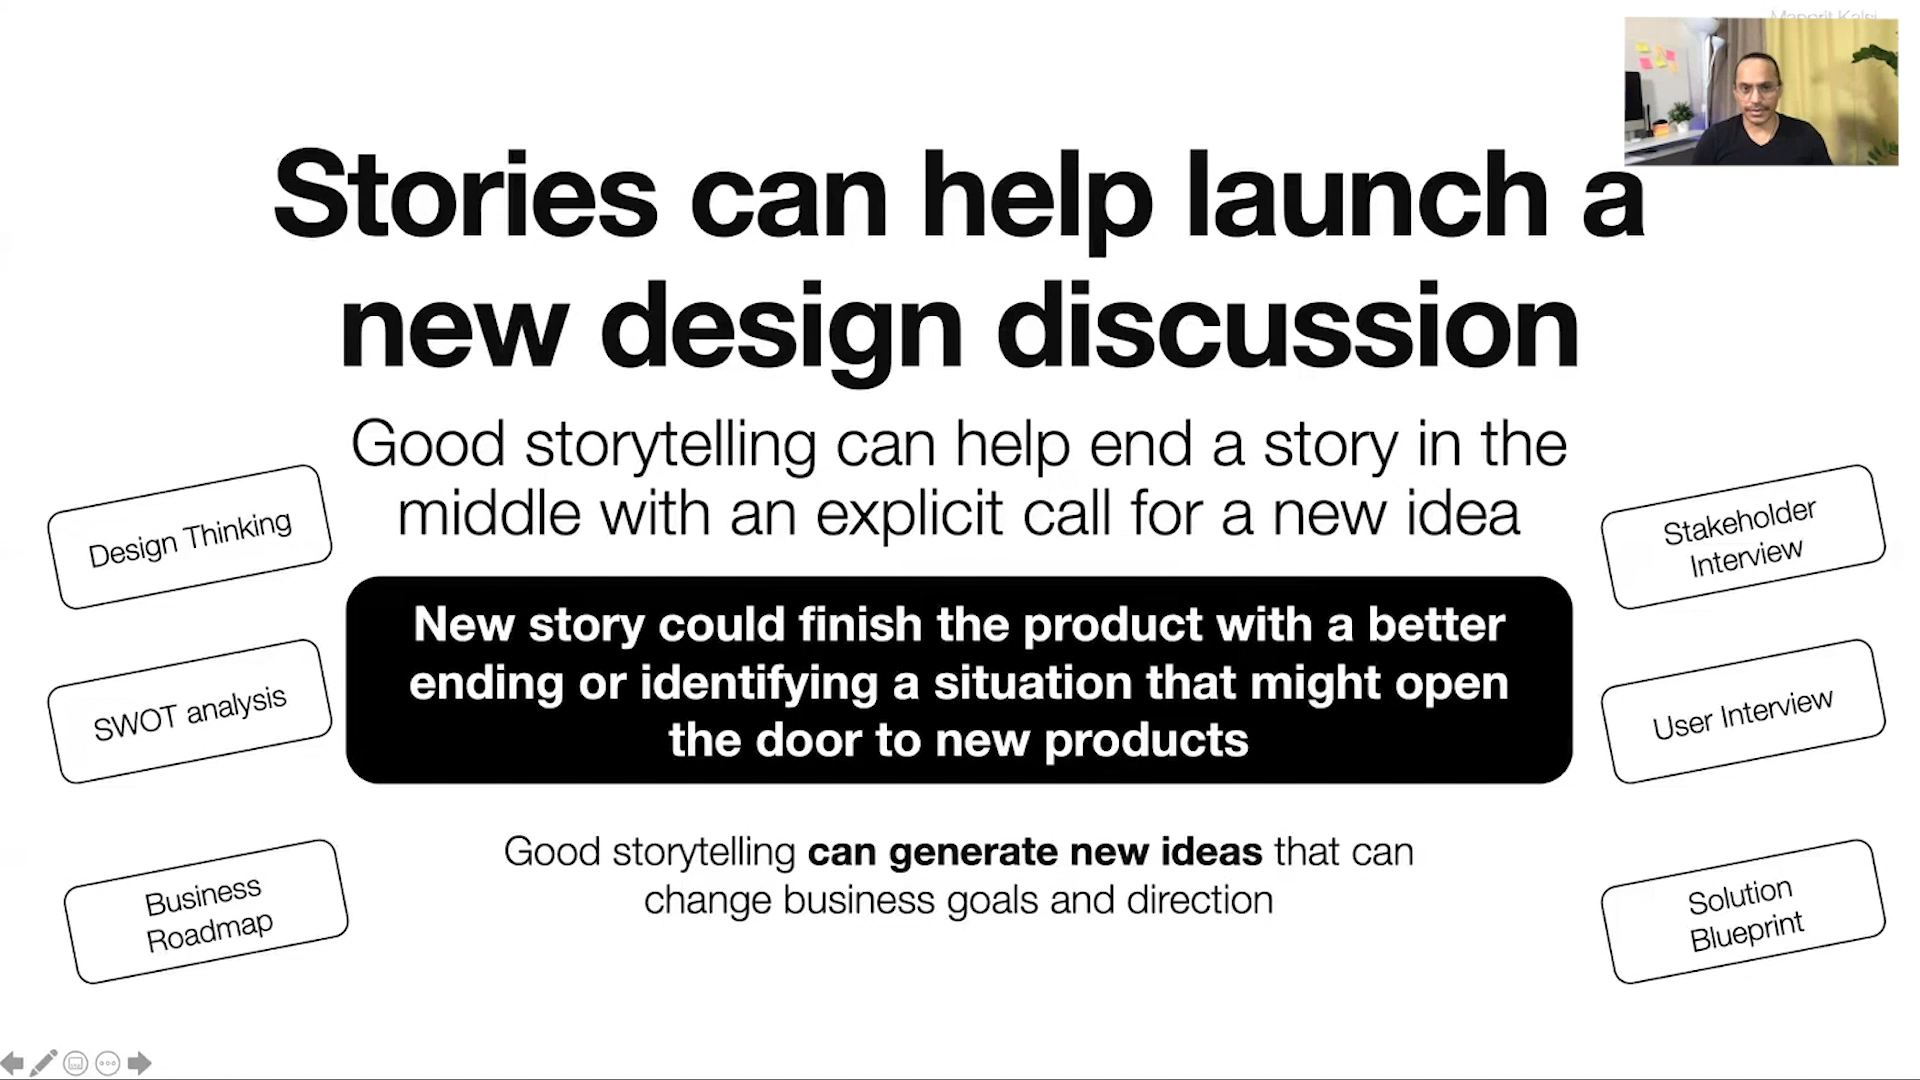 Stories can help launch a
new design discussion
Good storytelling can help end a story in the
middle with an explicit call for a new idea
Design Thinking
SWOT analysis
Business
Roadmap
New story could finish the product with a better
ending or identifying a situation that might open
the door to new products
Good storytelling can generate new ideas that can
change business goals and direction
Stakeholder
Interview
User Interview
Solution
Blueprint